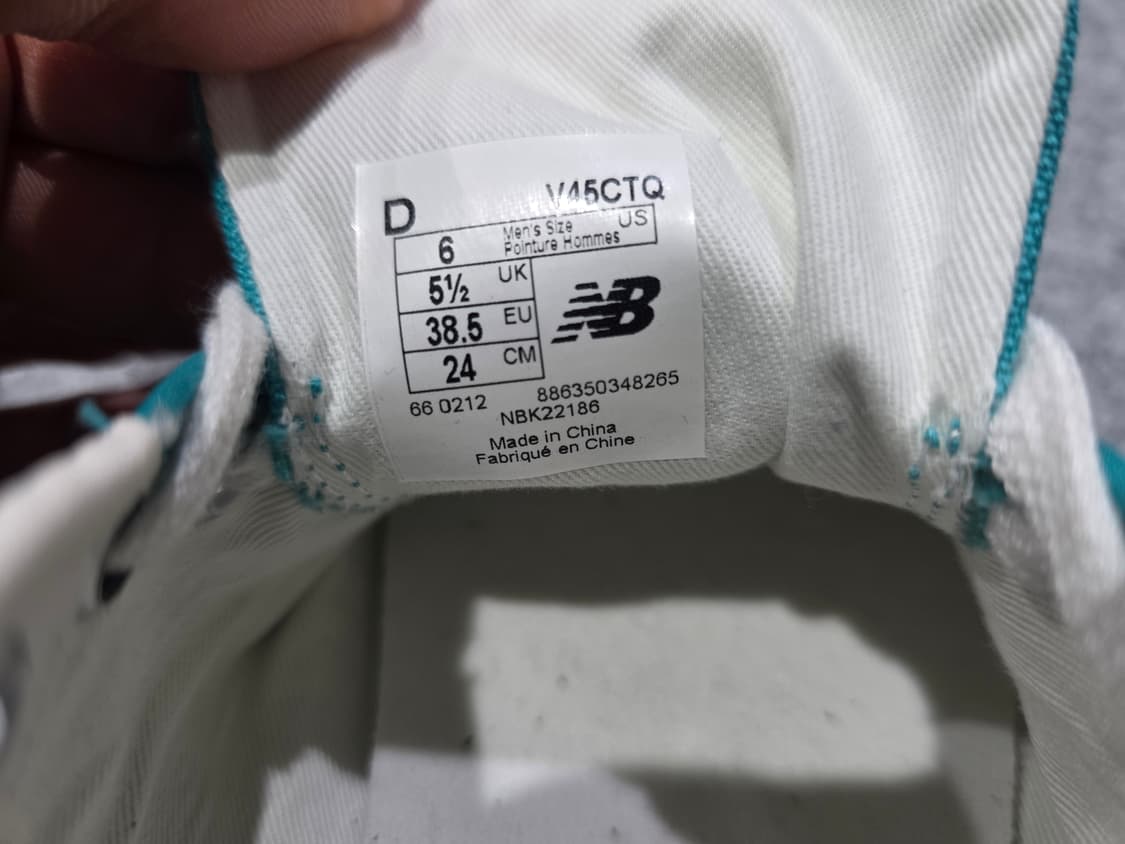 D V45CTQ
6 Men's Size US
Pointure Hommes
5½ UK
38.5 EU
24 CM
NB
66 0212 886350348265
NBK22186
Made in China
Fabriqué en Chine